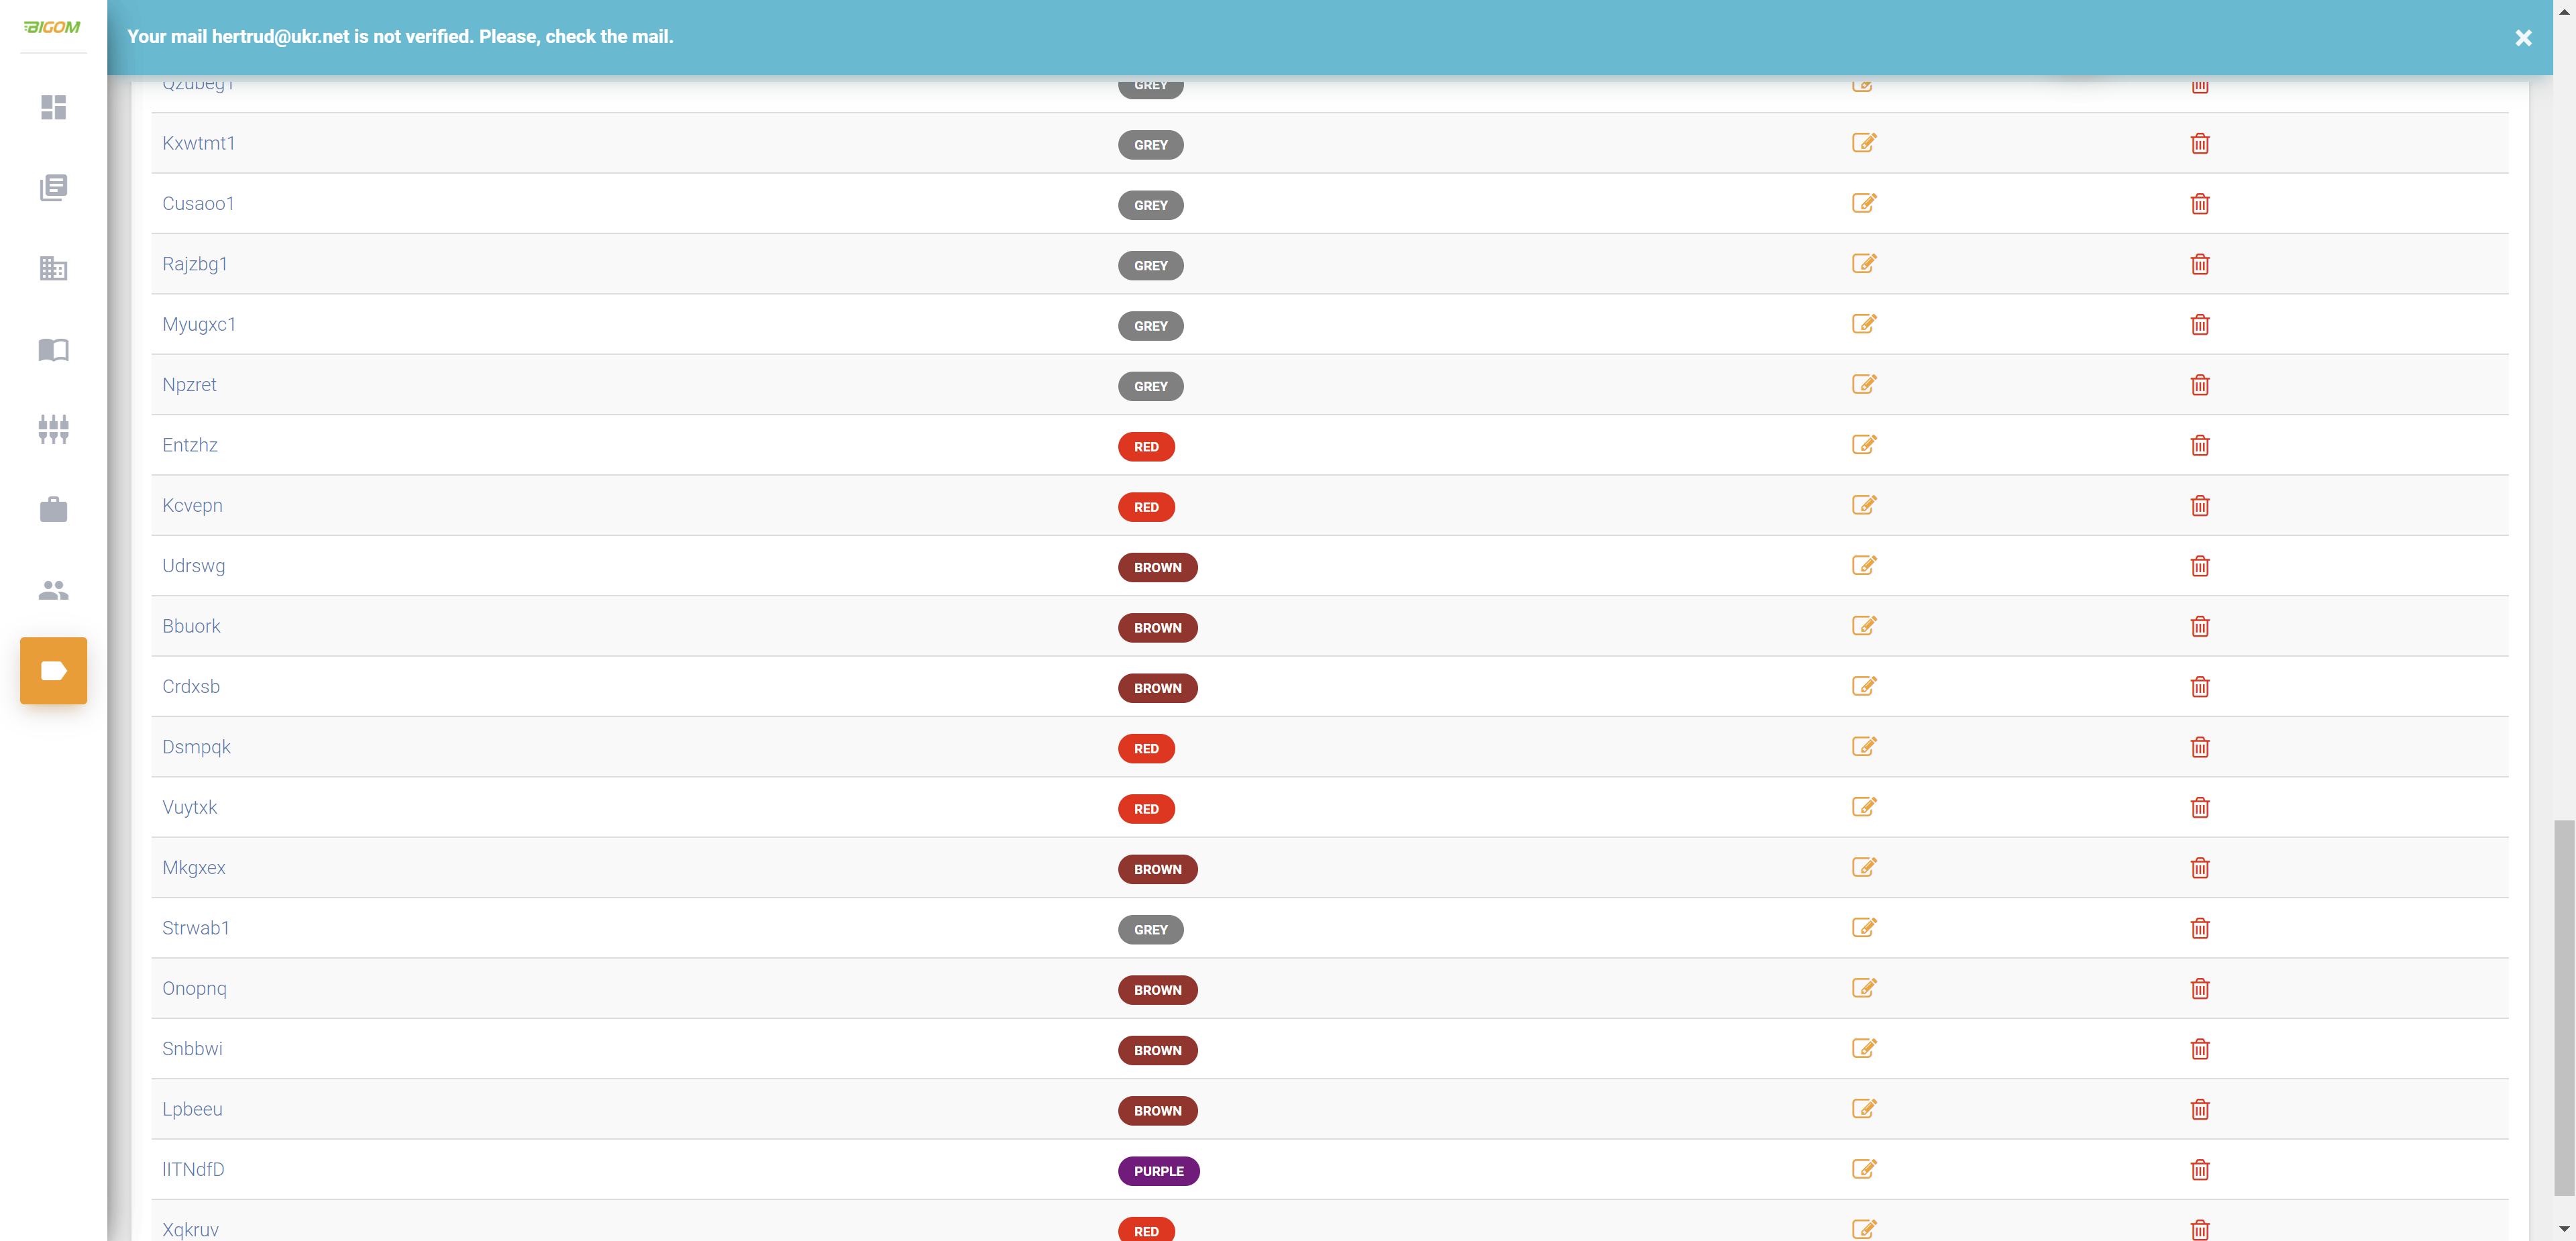 BIGOM
Your mail hertrud@ukr.net is not verified. Please, check the mail.
Qzubeg1 GREY
Kxwtmt1 GREY
Cusaoo1 GREY
Rajzbg1 GREY
Myugxc1 GREY
Npzret GREY
Entzhz RED
Kcvepn RED
Udrswg BROWN
Bbuork BROWN
Crdxsb BROWN
Dsmpqk RED
Vuytxk RED
Mkgxex BROWN
Strwab1 GREY
Onopnq BROWN
Snbbwi BROWN
Lpbeeu BROWN
PURPLE
Xqkruv RED